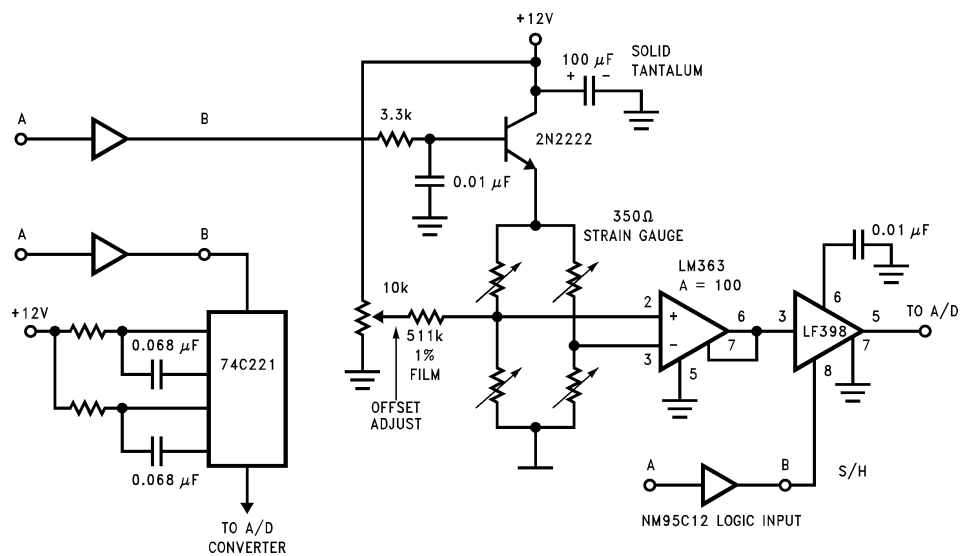 +12V
100 µF
SOLID
TANTALUM
+ −
A
B
3.3k
2N2222
0.01 µF
A
B
350Ω
STRAIN GAUGE
0.01 µF
LM363
A = 100
6
TO A/D
+12V
10k
2
+
6
3
LF398
5
0.068 µF
511k
1%
FILM
−
7
7
3
5
8
74C221
OFFSET
ADJUST
0.068 µF
A
B
S/H
NM95C12 LOGIC INPUT
TO A/D
CONVERTER